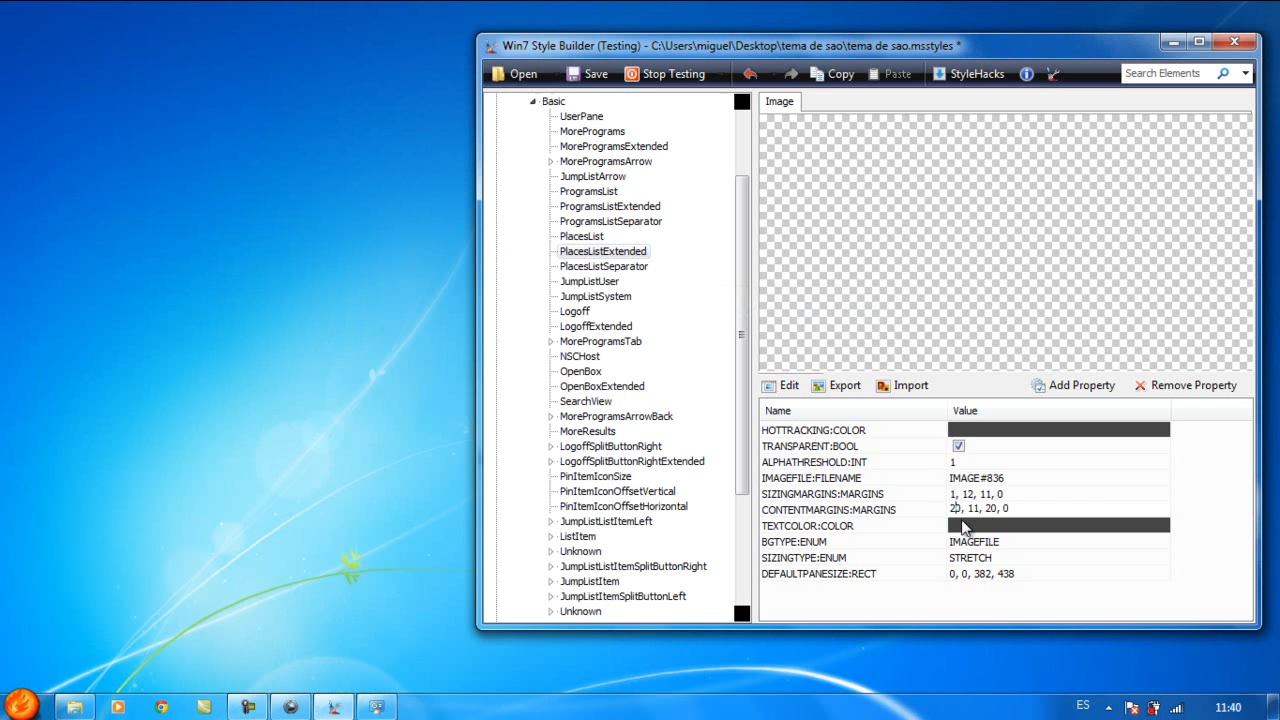 Win7 Style Builder (Testing) - C:\Users\miguel\Desktop\tema de sao\tema de sao.msstyles *
Open Save Stop Testing Copy Paste StyleHacks Search Elements
Basic
UserPane
MorePrograms
MoreProgramsExtended
MoreProgramsArrow
JumpListArrow
ProgramsList
ProgramsListExtended
ProgramsListSeparator
PlacesList
PlacesListExtended
PlacesListSeparator
JumpListUser
JumpListSystem
Logoff
LogoffExtended
MoreProgramsTab
NSCHost
OpenBox
OpenBoxExtended
SearchView
MoreProgramsArrowBack
MoreResults
LogoffSplitButtonRight
LogoffSplitButtonRightExtended
PinItemIconSize
PinItemIconOffsetVertical
PinItemIconOffsetHorizontal
JumpListListItemLeft
ListItem
Unknown
JumpListItemSplitButtonRight
JumpListItem
JumpListItemSplitButtonLeft
Unknown
Image
Edit Export Import Add Property Remove Property
Name Value
HOTTRACKING:COLOR
TRANSPARENT:BOOL
ALPHATHRESHOLD:INT 1
IMAGEFILE:FILENAME IMAGE#836
SIZINGMARGINS:MARGINS 1, 12, 11, 0
CONTENTMARGINS:MARGINS 20, 11, 20, 0
TEXTCOLOR:COLOR
BGTYPE:ENUM IMAGEFILE
SIZINGTYPE:ENUM STRETCH
DEFAULTPANESIZE:RECT 0, 0, 382, 438
ES 11:40